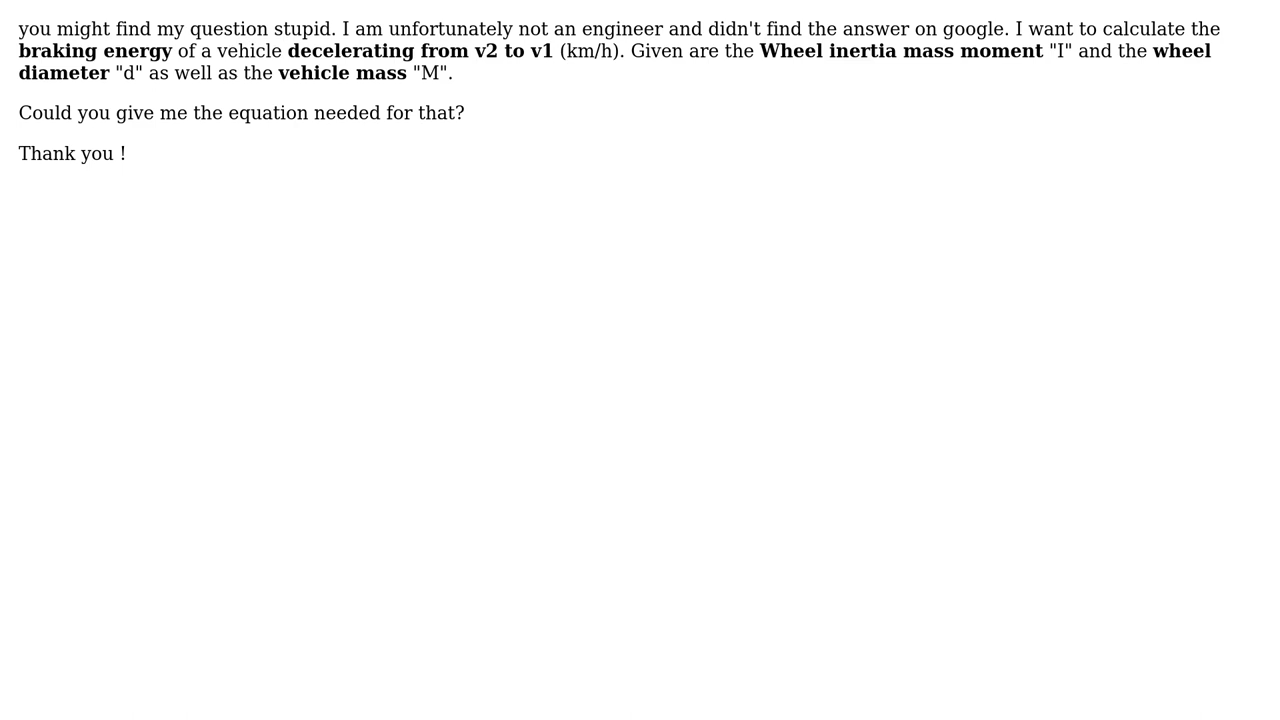 you might find my question stupid. I am unfortunately not an engineer and didn't find the answer on google. I want to calculate the
braking energy of a vehicle decelerating from v2 to v1 (km/h). Given are the Wheel inertia mass moment "I" and the wheel
diameter "d" as well as the vehicle mass "M".
Could you give me the equation needed for that?
Thank you !